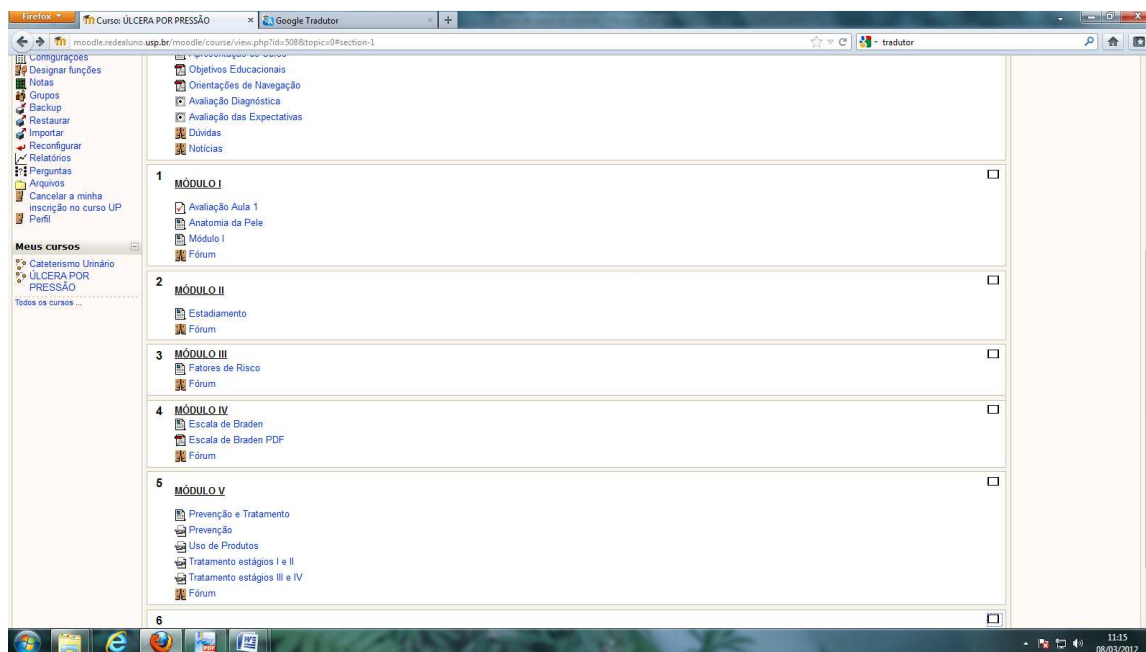 Firefox
Curso: ÚLCERA POR PRESSÃO
Google Tradutor
moodle.redealuno.usp.br/moodle/course/view.php?id=508&topic=0#section-1
tradutor
Configurações
Designar funções
Notas
Grupos
Backup
Restaurar
Importar
Reconfigurar
Relatórios
Perguntas
Arquivos
Cancelar a minha
inscrição no curso UP
Perfil
Meus cursos
Cateterismo Urinário
ÚLCERA POR
PRESSÃO
Todos os cursos ...
Apresentação do Curso
Objetivos Educacionais
Orientações de Navegação
Avaliação Diagnóstica
Avaliação das Expectativas
Dúvidas
Notícias
1
MÓDULO I
Avaliação Aula 1
Anatomia da Pele
Módulo I
Fórum
2
MÓDULO II
Estadiamento
Fórum
3 MÓDULO III
Fatores de Risco
Fórum
4 MÓDULO IV
Escala de Braden
Escala de Braden PDF
Fórum
5
MÓDULO V
Prevenção e Tratamento
Prevenção
Uso de Produtos
Tratamento estágios I e II
Tratamento estágios III e IV
Fórum
6
11:15
08/03/2012